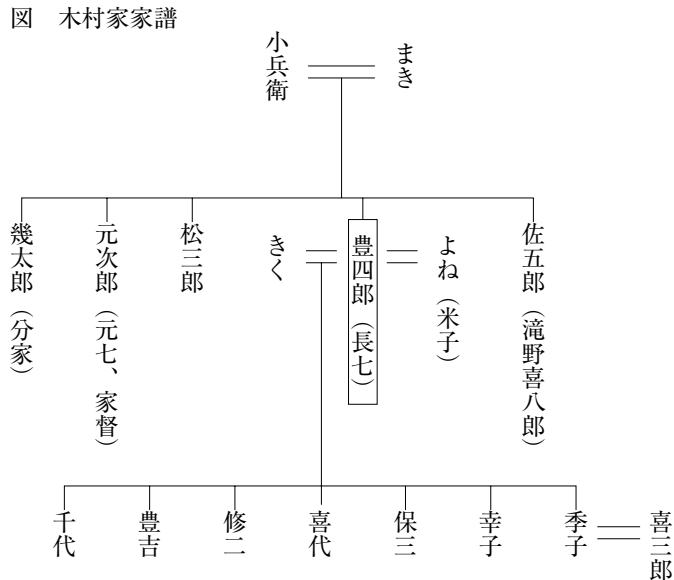 図　木村家家譜
小兵衛
まき
幾太郎（分家）
元次郎（元七、家督）
松三郎
きく
豊四郎（長七）
よね（米子）
佐五郎（滝野喜八郎）
千代
豊吉
修二
喜代
保三
幸子
季子
喜三郎